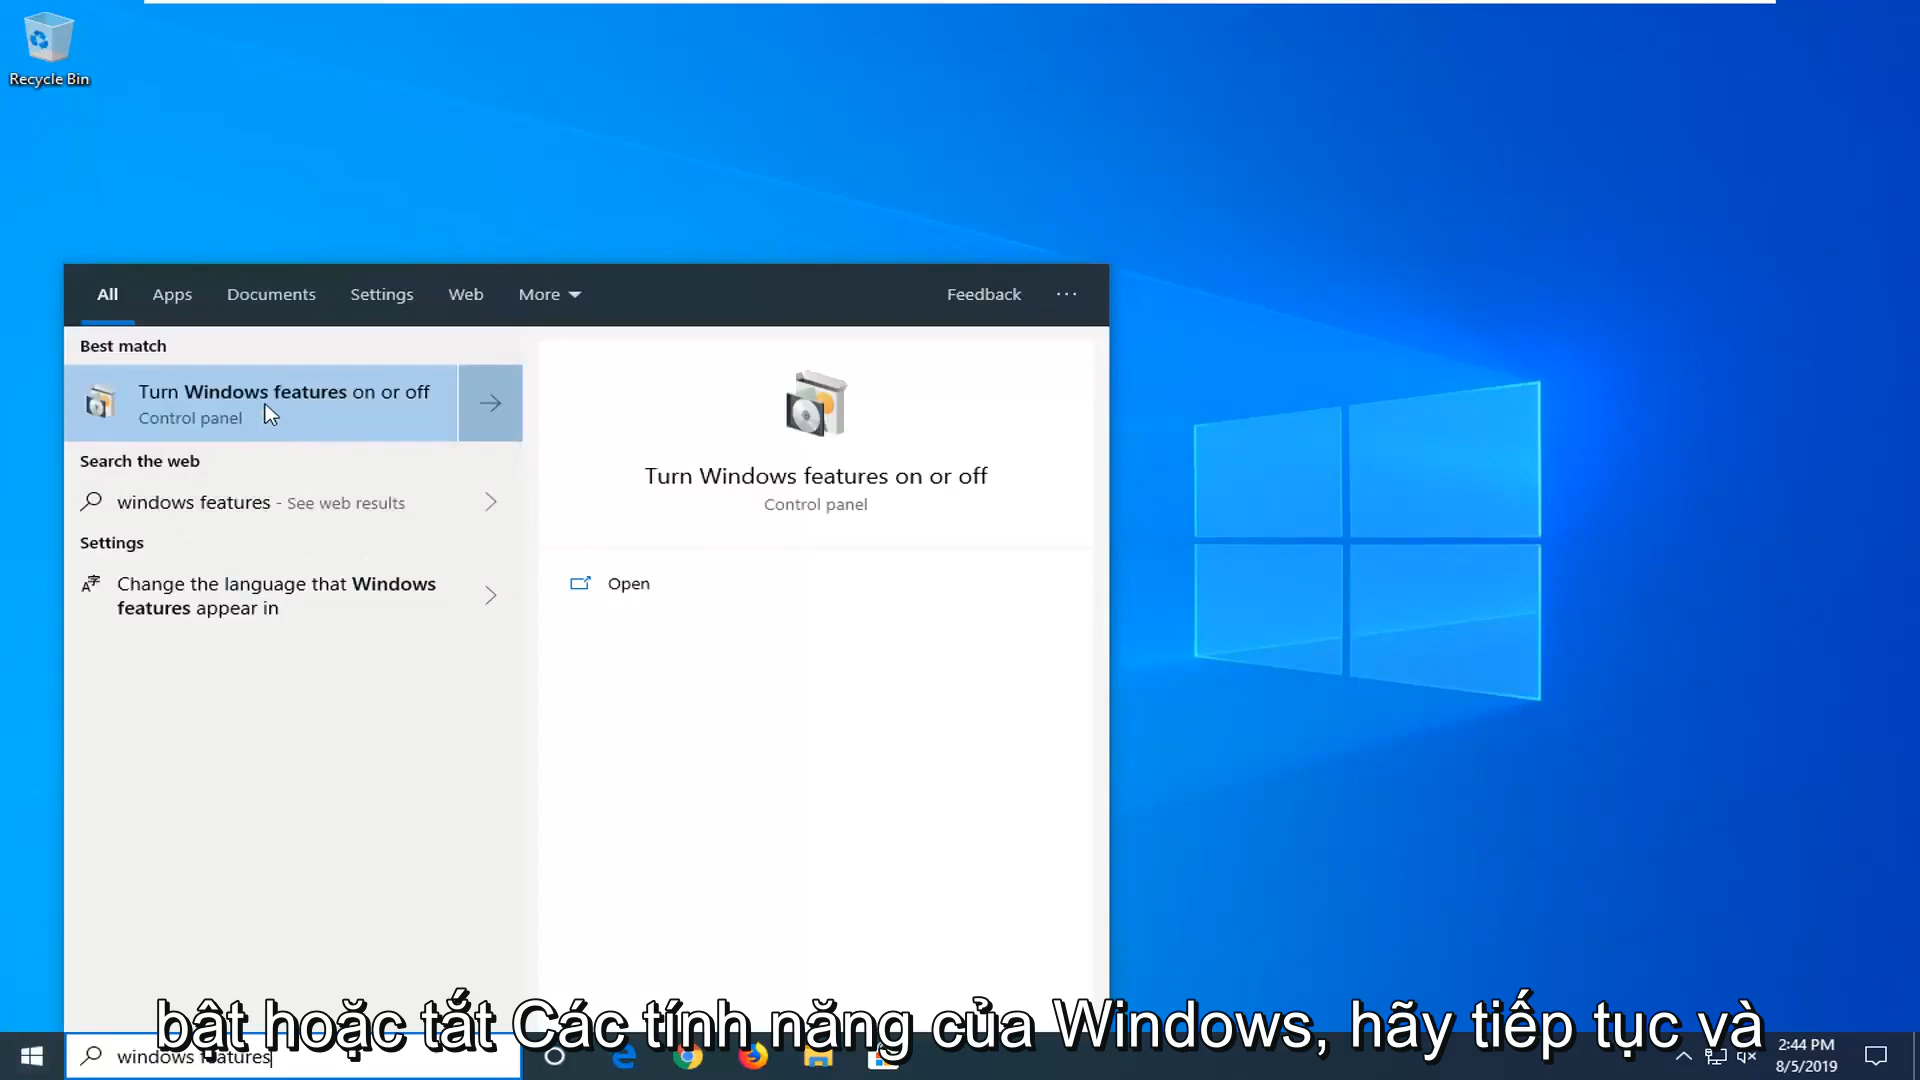 Recycle Bin
All Apps Documents Settings Web More Feedback ...
Best match
Turn Windows features on or off
Control panel
Search the web
windows features - See web results
Settings
Change the language that Windows
features appear in
Turn Windows features on or off
Control panel
Open
bật hoặc tắt Các tính năng của Windows, hãy tiếp tục và
windows features
2:44 PM
8/5/2019